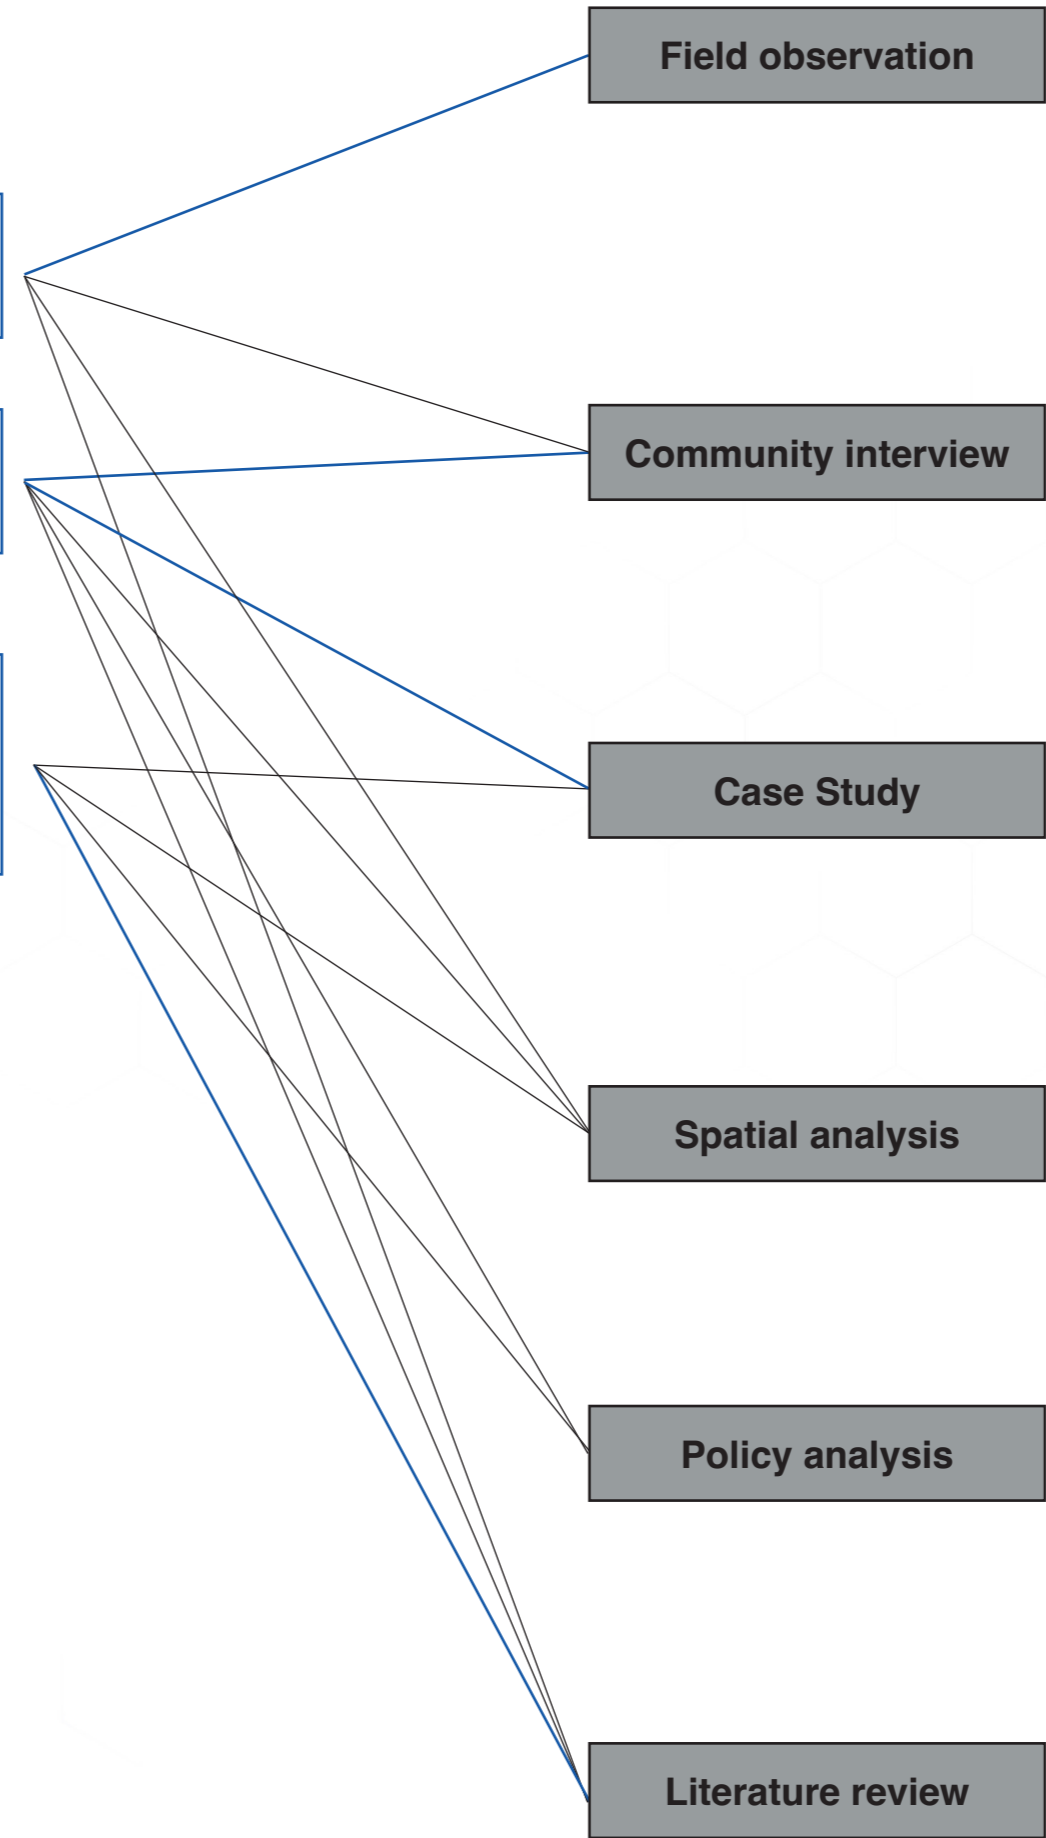 Field observation
Community interview
Case Study
Spatial analysis
Policy analysis
Literature review